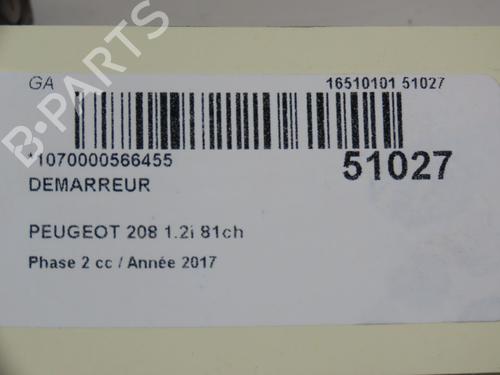 GA 16510101 51027
*1070000566455 51027
DEMARREUR
PEUGEOT 208 1.2i 81ch
Phase 2 cc / Année 2017
B-PARTS